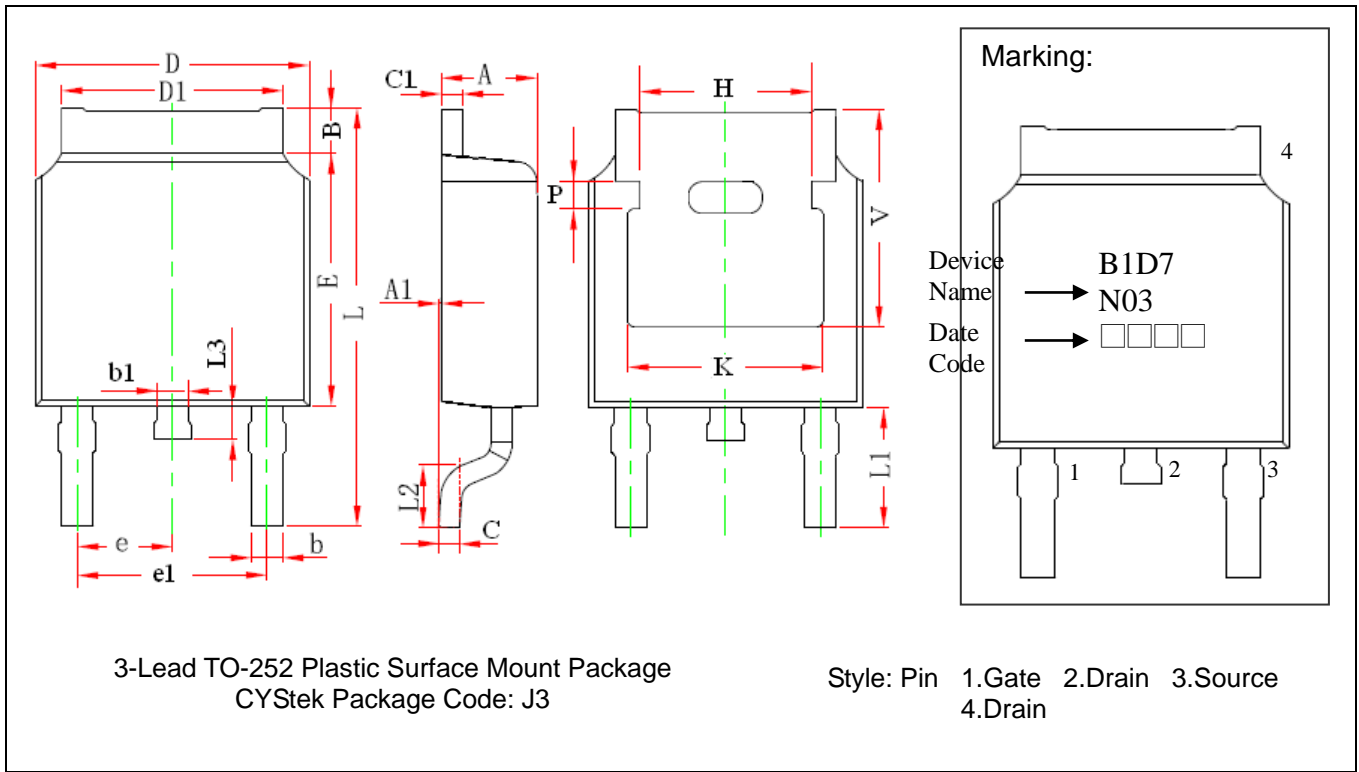 D
D1
B
E
L
L3
b1
e
b
e1
C1
A
A1
L2
C
H
P
V
K
L1
Marking:
4
Device
Name
B1D7
N03
Date
Code
□□□□
1
2
3
3-Lead TO-252 Plastic Surface Mount Package
CYStek Package Code: J3
Style: Pin 1.Gate 2.Drain 3.Source
4.Drain